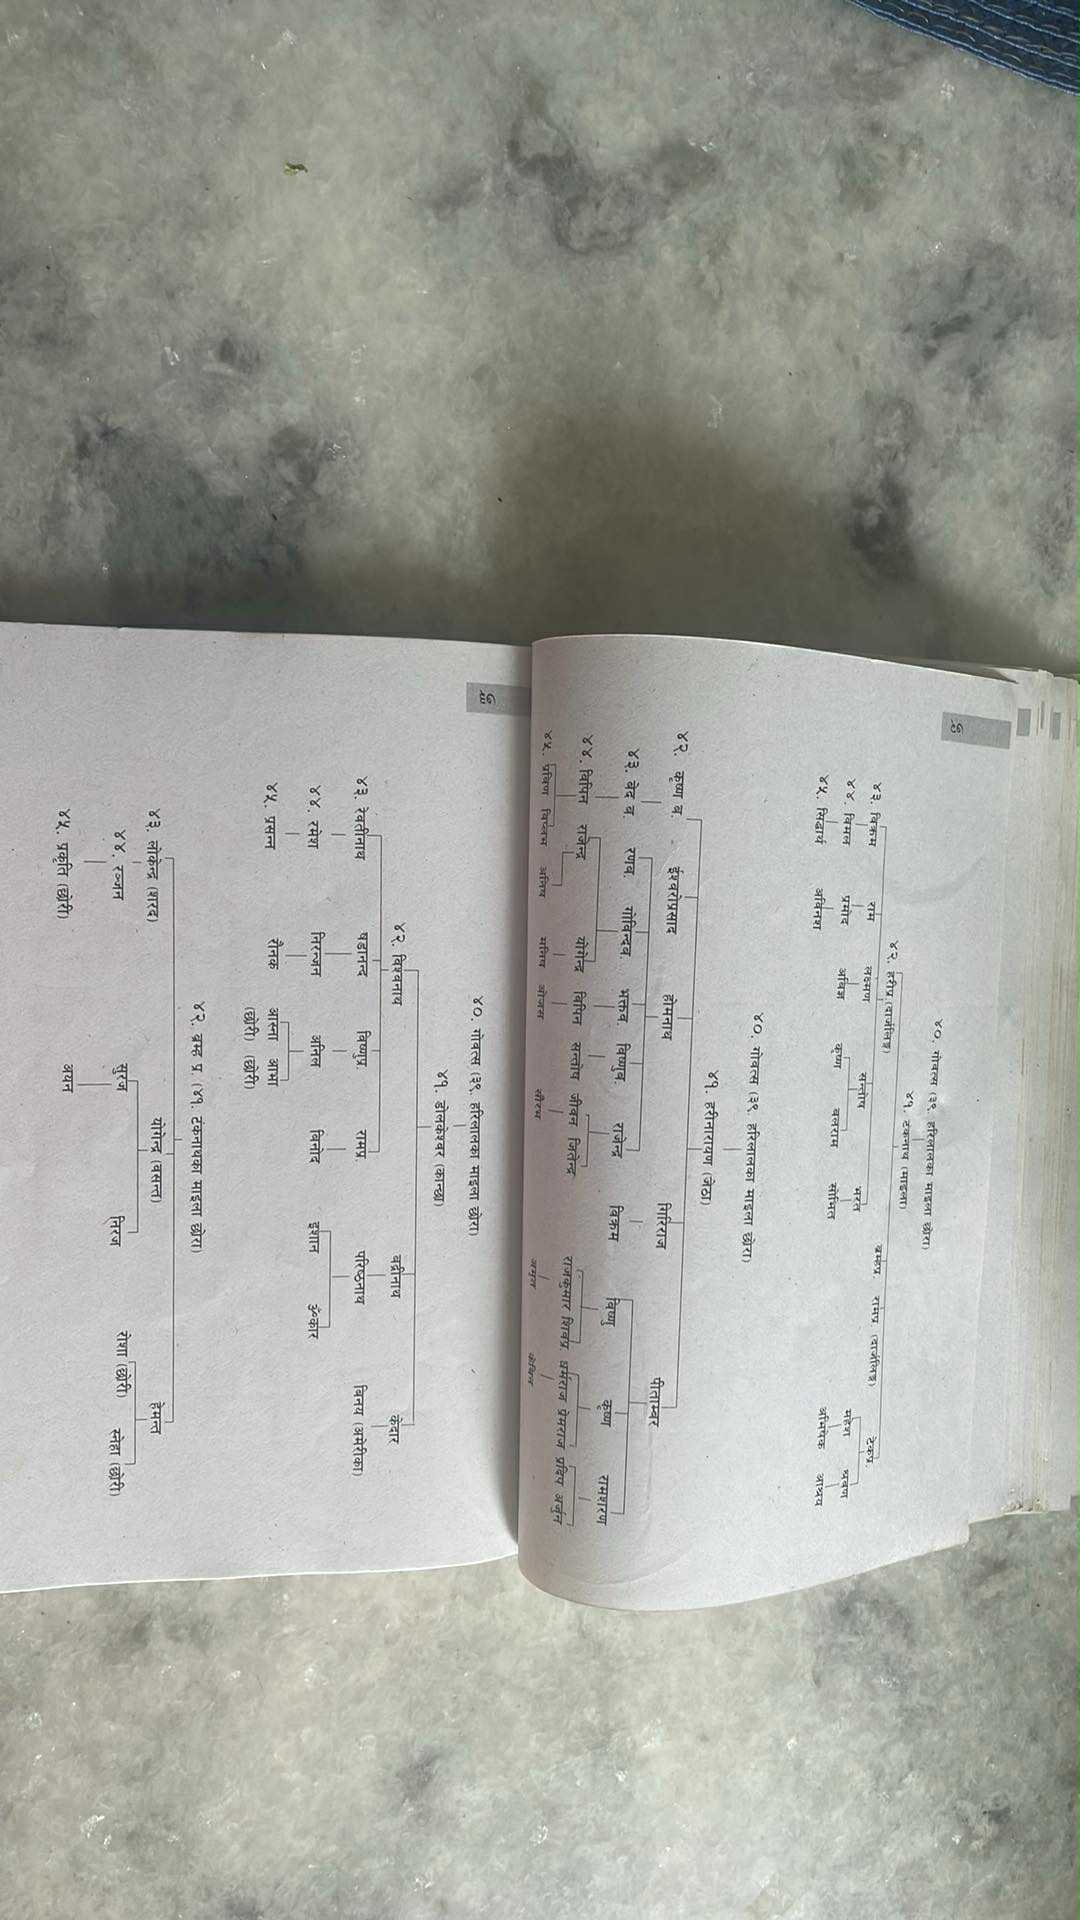 ७२
४०. गोवत्स (३९. हरिलालका माइला छोरा)
४१. टंकनाथ (माइला)
४२. हरीप्र.(दार्जलिङ्ग) ब्रम्हप्र. रामप्र. (दार्जलिङ्ग) टेकप्र.
४३. विक्रम राम लक्ष्मण सन्तोष भरत महेश श्रवण
४४. विमल प्रमोद अविज्ञ कृष्ण बलराम सोभित अभिषेक आश्रय
४५. सिद्धार्थ अविनश
४०. गोवत्स (३९. हरिलालका माइला छोरा)
४१. हरीनारायण (जेठा)
४२. कृष्ण ब. ईश्वरोप्रसाद होमनाथ गिरिराज पीताम्बर
४३. बेद ब. रणब. गोविन्दब. भक्तब. विष्णुब. राजेन्द्र विक्रम विष्णु कृष्ण रामशरण
४४. विपिन राजेन्द्र योगेन्द्र बिपिन सन्तोष जीवन जितेन्द्र राजकुमार शिवप्र. धर्मराज प्रेमराज प्रदिप अर्जुन
४५. प्रविण विप्लभ अनिष मनिष ओजस सौरभ अमृत केविन
७३
४०. गोवत्स (३९. हरिलालका माइला छोरा)
४१. डोलकेश्वर (कान्छा)
४२. विश्वनाथ बद्रीनाथ केदार
४३. रेवतीनाथ षडानन्द विष्णुप्र. रामप्र. परिष्ठनाथ बिनय (अमेरीका)
४४. रमेश निरन्जन अनिल बिनोद इशान ॐकार
४५. प्रसन्न रौनक आस्ना आभा
(छोरी) (छोरी)
४२. ब्रम्ह प्र. (४१. टंकनाथका माइला छोरा)
४३. लोकेन्द्र (शरद) योगेन्द्र (वसन्त) हेमन्त
४४. रञ्जन सुरज निरज रोशा (छोरी) स्नेहा (छोरी)
४५. प्रकृति (छोरी) अयन